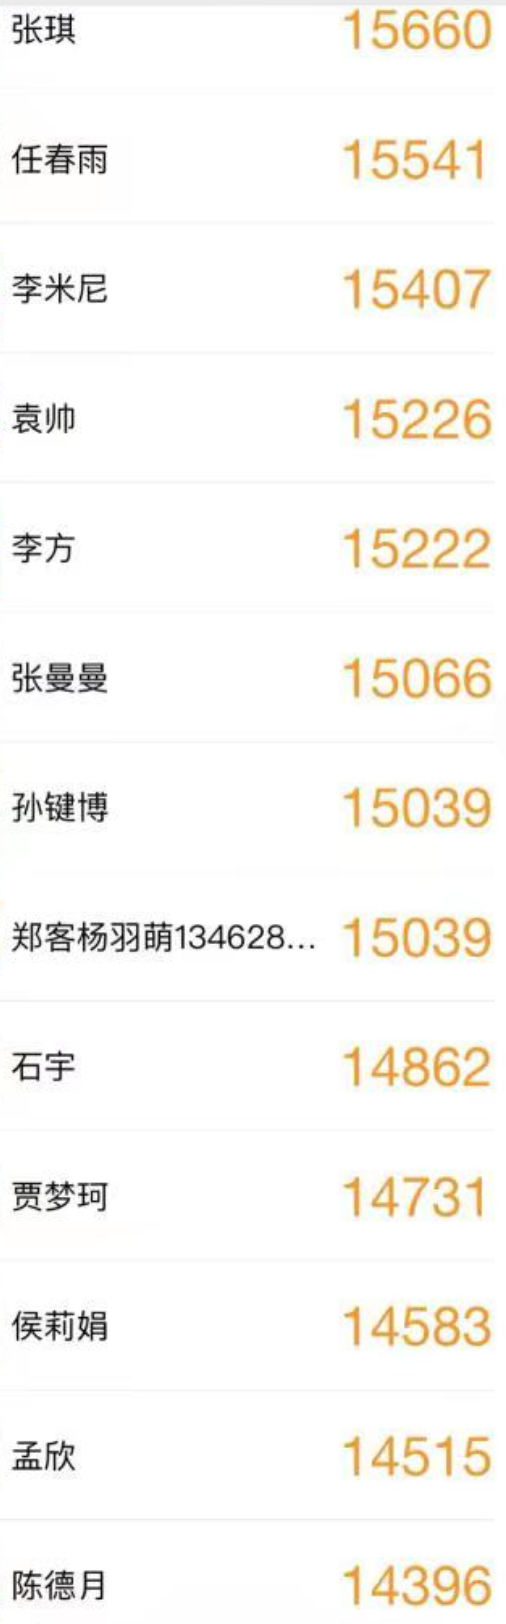 张琪 15660
任春雨 15541
李米尼 15407
袁帅 15226
李方 15222
张曼曼 15066
孙键博 15039
郑客杨羽萌134628... 15039
石宇 14862
贾梦珂 14731
侯莉娟 14583
孟欣 14515
陈德月 14396